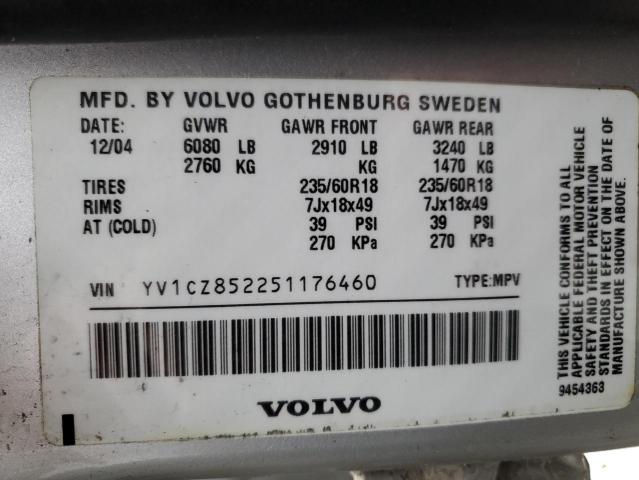 MFD. BY VOLVO GOTHENBURG SWEDEN
DATE: GVWR GAWR FRONT GAWR REAR
12/04 6080 LB 2910 LB 3240 LB
2760 KG KG 1470 KG
TIRES 235/60R18 235/60R18
RIMS 7Jx18x49 7Jx18x49
AT (COLD) 39 PSI 39 PSI
270 KPa 270 KPa
VIN YV1CZ852251176460 TYPE:MPV
VOLVO
THIS VEHICLE CONFORMS TO ALL
APPLICABLE FEDERAL MOTOR VEHICLE
SAFETY AND THEFT PREVENTION
STANDARDS IN EFFECT ON THE DATE OF
MANUFACTURE SHOWN ABOVE.
9454363